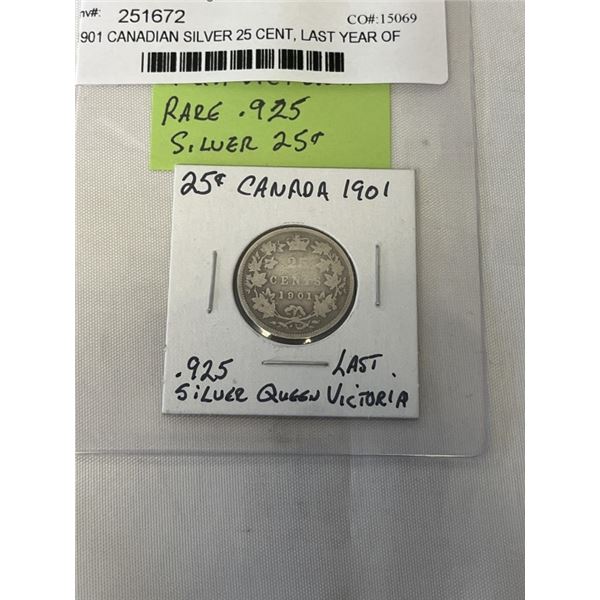 nv#: 251672 CO#:15069
901 CANADIAN SILVER 25 CENT, LAST YEAR OF
RARE .925
SILVER 25¢
25¢ CANADA 1901
25
CENTS
1901
.925 LAST.
SILVER QUEEN VICTORIA